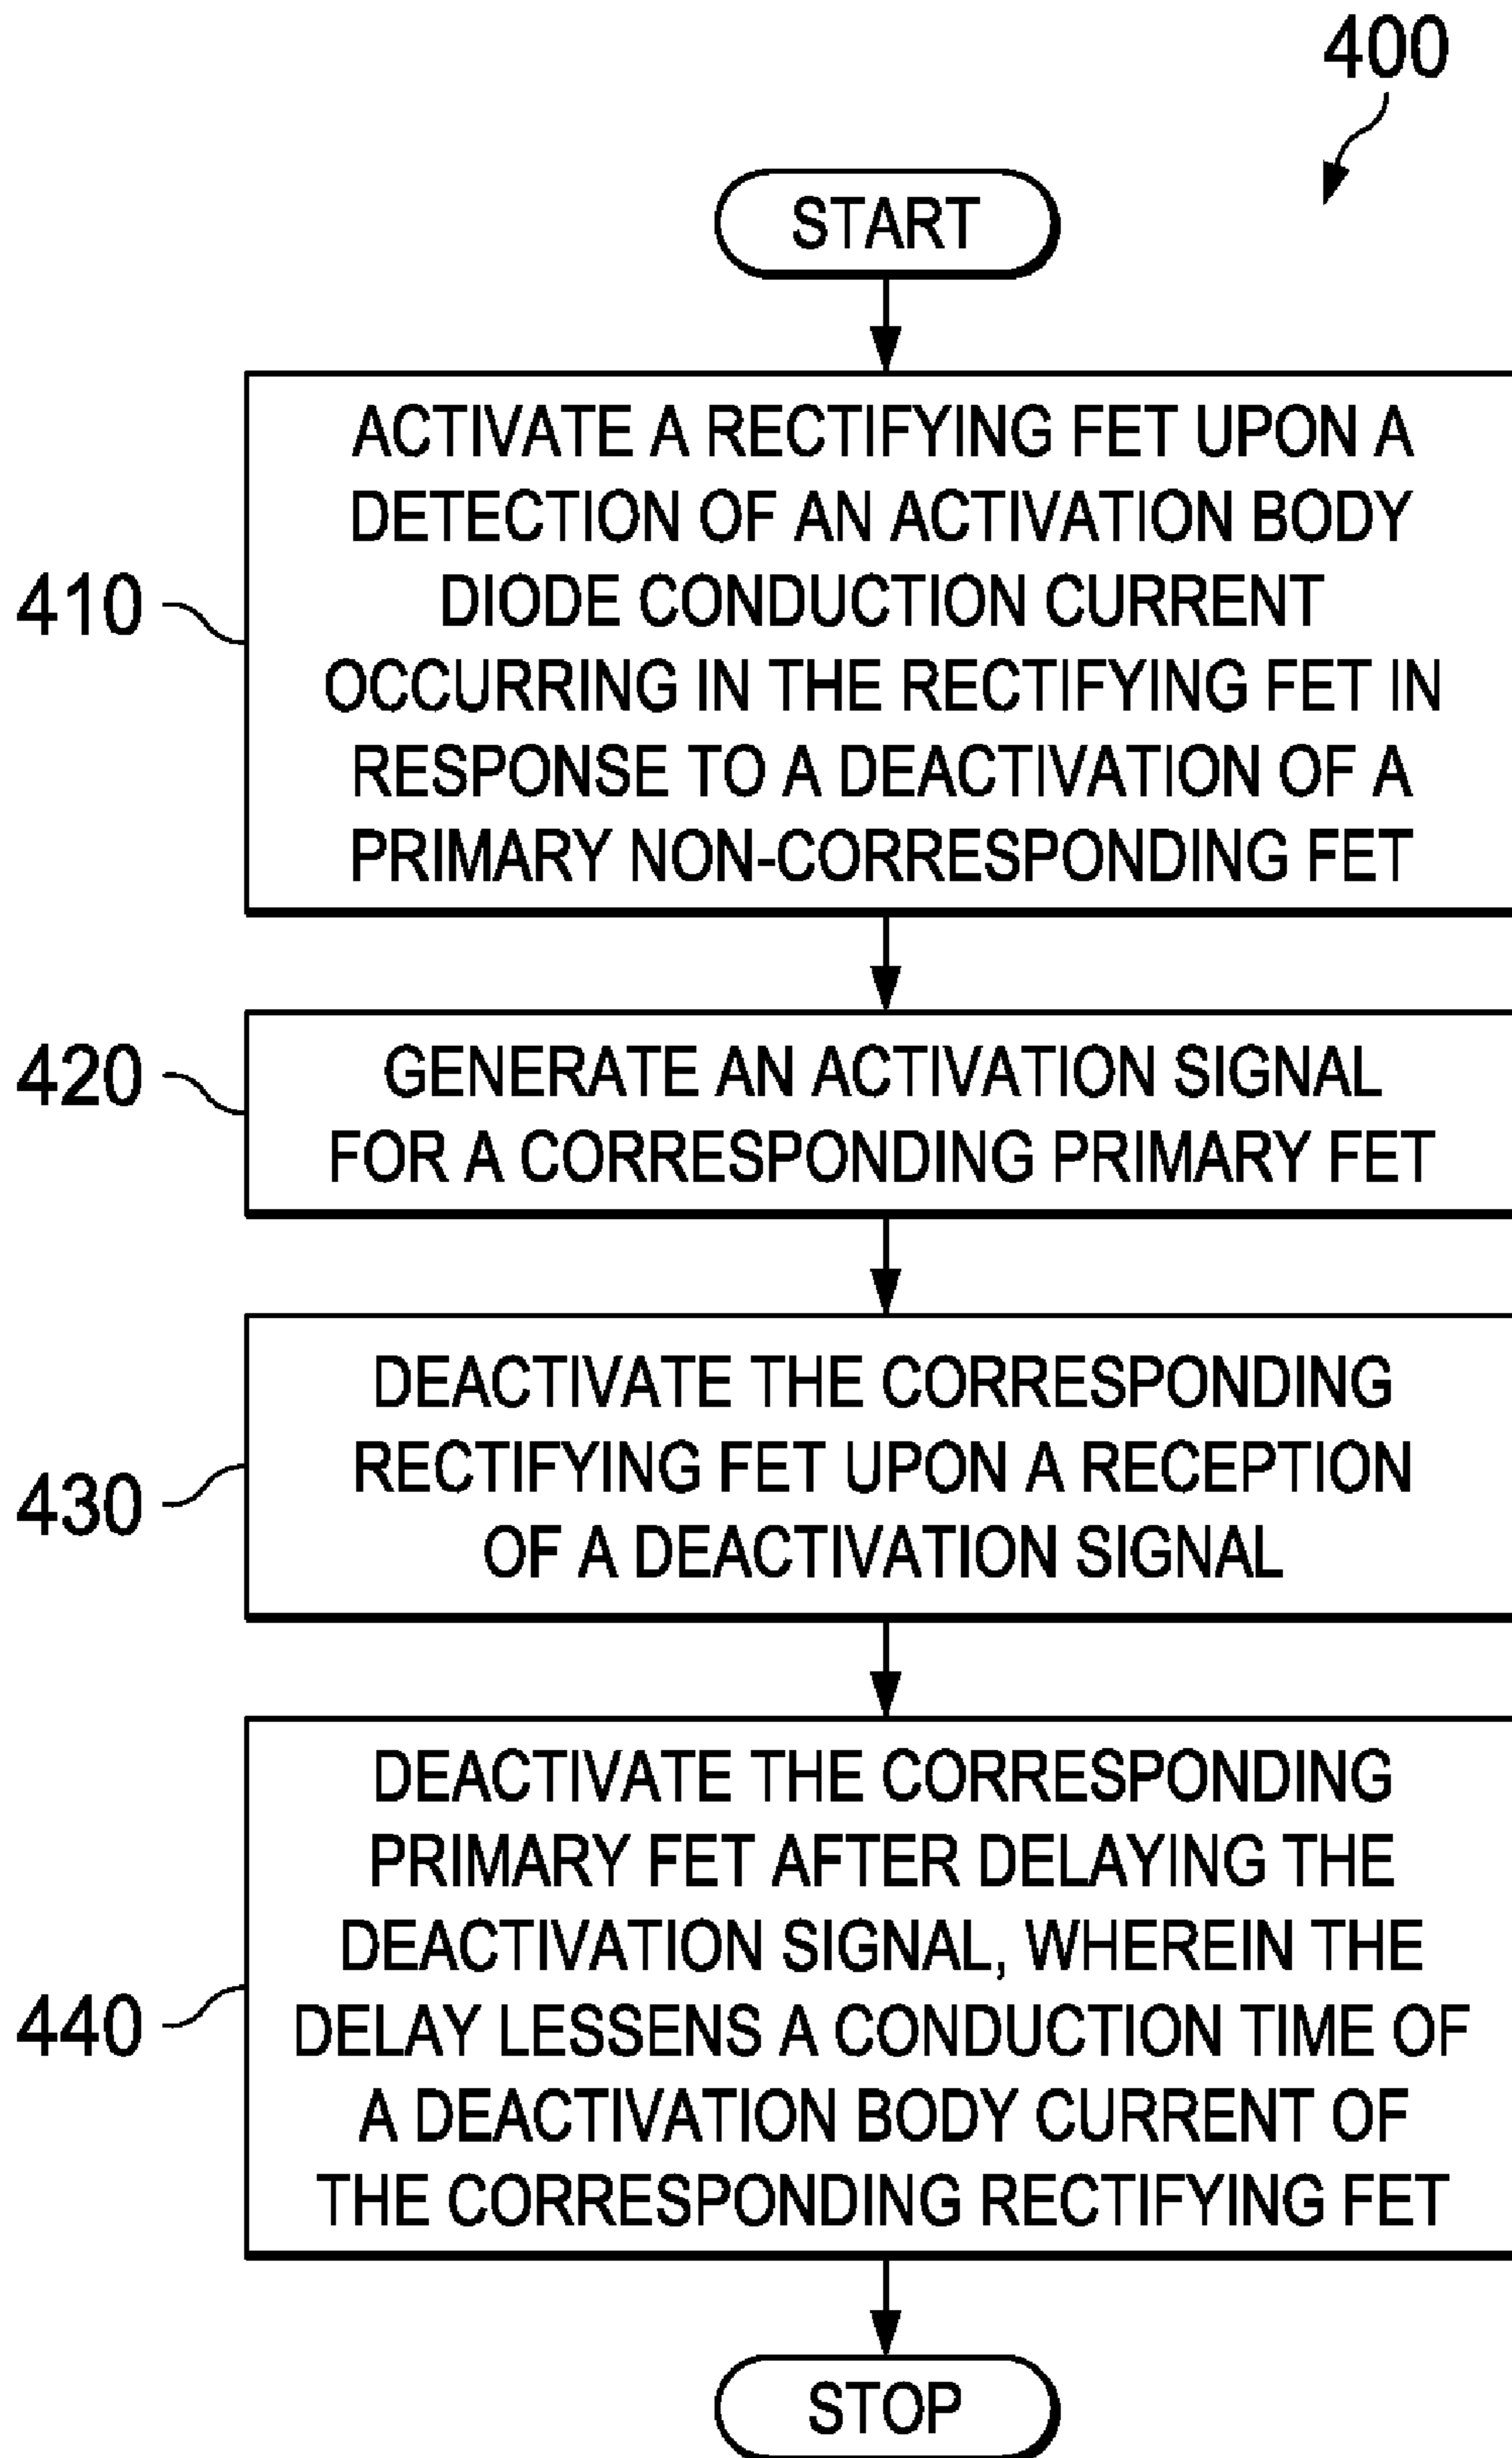 400
START
410
ACTIVATE A RECTIFYING FET UPON A
DETECTION OF AN ACTIVATION BODY
DIODE CONDUCTION CURRENT
OCCURRING IN THE RECTIFYING FET IN
RESPONSE TO A DEACTIVATION OF A
PRIMARY NON-CORRESPONDING FET
420
GENERATE AN ACTIVATION SIGNAL
FOR A CORRESPONDING PRIMARY FET
430
DEACTIVATE THE CORRESPONDING
RECTIFYING FET UPON A RECEPTION
OF A DEACTIVATION SIGNAL
440
DEACTIVATE THE CORRESPONDING
PRIMARY FET AFTER DELAYING THE
DEACTIVATION SIGNAL, WHEREIN THE
DELAY LESSENS A CONDUCTION TIME OF
A DEACTIVATION BODY CURRENT OF
THE CORRESPONDING RECTIFYING FET
STOP